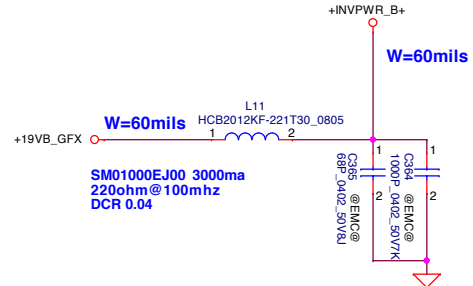 +INVPWR_B+
W=60mils
W=60mils
L11
HCB2012KF-221T30_0805
+19VB_GFX
1
2
SM01000EJ00 3000ma
220ohm@100mhz
DCR 0.04
1
2
C365
68P_0402_50V8J
@EMC@
1
2
C364
1000P_0402_50V7K
@EMC@